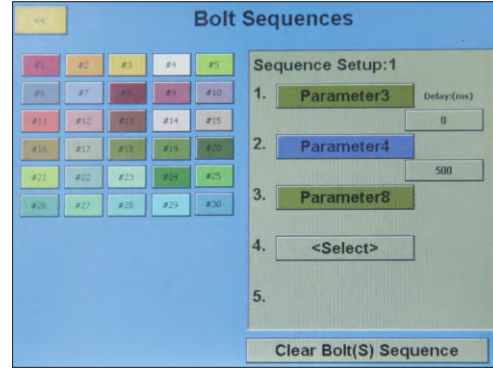 <<
Bolt Sequences
#1 #2 #3 #4 #5
#6 #7 #8 #9 #10
#11 #12 #13 #14 #15
#16 #17 #18 #19 #20
#21 #22 #23 #24 #25
#26 #27 #28 #29 #30
Sequence Setup:1
1. Parameter3 Delay:(ms)
0
2. Parameter4
500
3. Parameter8
4. <Select>
5.
Clear Bolt(S) Sequence